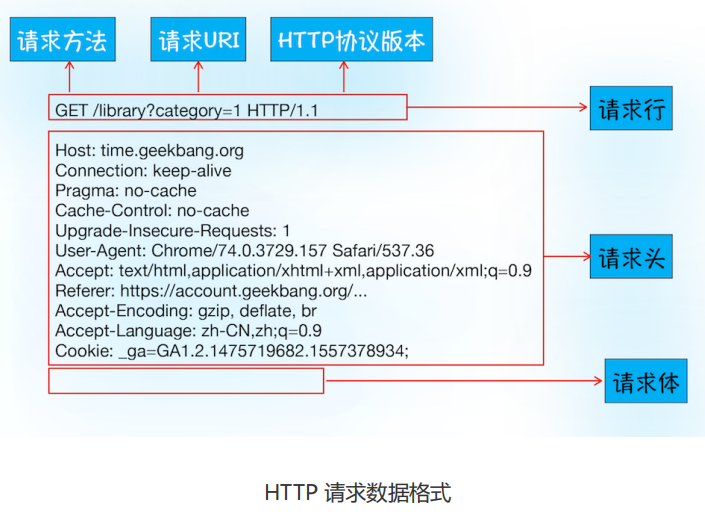 请求方法 请求URI HTTP协议版本
GET /library?category=1 HTTP/1.1
请求行
Host: time.geekbang.org
Connection: keep-alive
Pragma: no-cache
Cache-Control: no-cache
Upgrade-Insecure-Requests: 1
User-Agent: Chrome/74.0.3729.157 Safari/537.36
Accept: text/html,application/xhtml+xml,application/xml;q=0.9
Referer: https://account.geekbang.org/...
Accept-Encoding: gzip, deflate, br
Accept-Language: zh-CN,zh;q=0.9
Cookie: _ga=GA1.2.1475719682.1557378934;
请求头
请求体
HTTP 请求数据格式